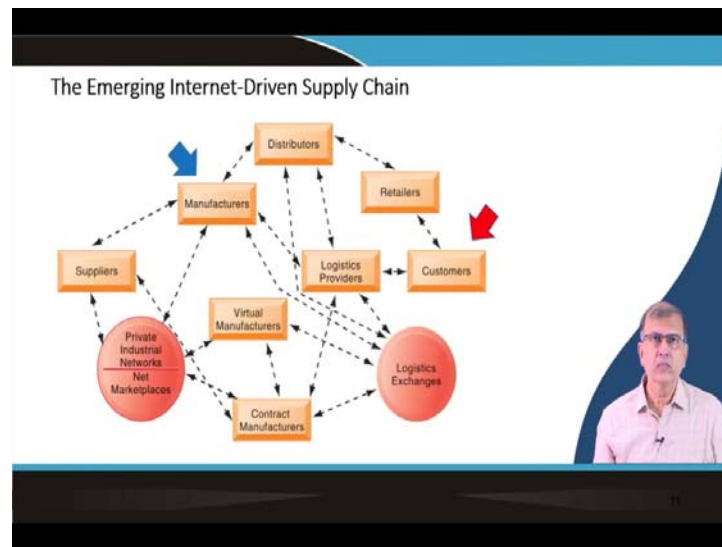 The Emerging Internet-Driven Supply Chain
Distributors
Manufacturers
Retailers
Suppliers
Logistics
Providers
Customers
Virtual
Manufacturers
Private
Industrial
Networks
Net
Marketplaces
Logistics
Exchanges
Contract
Manufacturers
11